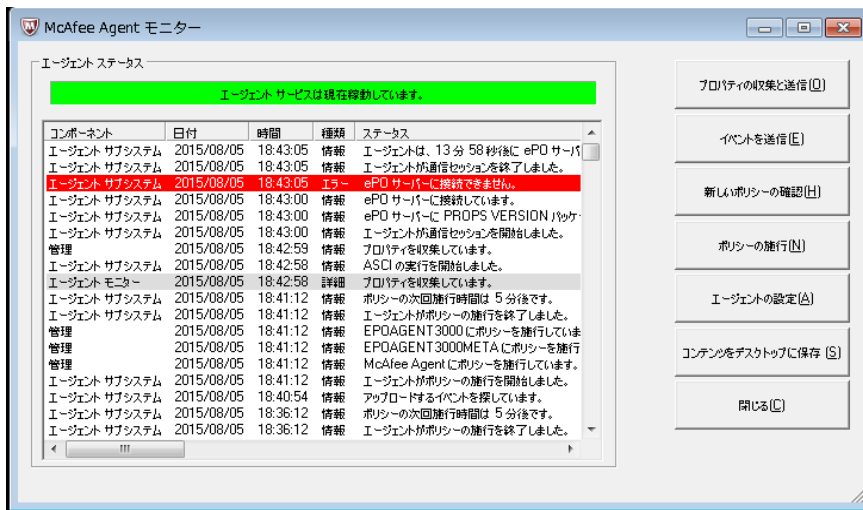 McAfee Agent モニター
エージェント ステータス
エージェント サービスは現在稼動しています。
コンポーネント 日付 時間 種類 ステータス
エージェント サブシステム 2015/08/05 18:43:05 情報 エージェントは、13 分 58 秒後に ePO サーバ
エージェント サブシステム 2015/08/05 18:43:05 情報 エージェントが通信セッションを終了しました。
エージェント サブシステム 2015/08/05 18:43:05 エラー ePO サーバーに接続できません。
エージェント サブシステム 2015/08/05 18:43:00 情報 ePO サーバーに接続しています。
エージェント サブシステム 2015/08/05 18:43:00 情報 ePO サーバーに PROPS VERSION パッケ
エージェント サブシステム 2015/08/05 18:43:00 情報 エージェントが通信セッションを開始しました。
管理 2015/08/05 18:42:59 情報 プロパティを収集しています。
エージェント サブシステム 2015/08/05 18:42:58 情報 ASCI の実行を開始しました。
エージェント モニター 2015/08/05 18:42:58 詳細 プロパティを収集しています。
エージェント サブシステム 2015/08/05 18:41:12 情報 ポリシーの次回施行時間は 5 分後です。
エージェント サブシステム 2015/08/05 18:41:12 情報 エージェントがポリシーの施行を終了しました。
管理 2015/08/05 18:41:12 情報 EPOAGENT3000 にポリシーを施行していま
管理 2015/08/05 18:41:12 情報 EPOAGENT3000META にポリシーを施行
管理 2015/08/05 18:41:12 情報 McAfee Agent にポリシーを施行しています。
エージェント サブシステム 2015/08/05 18:41:12 情報 エージェントがポリシーの施行を開始しました。
エージェント サブシステム 2015/08/05 18:40:54 情報 アップロードするイベントを探しています。
エージェント サブシステム 2015/08/05 18:36:12 情報 ポリシーの次回施行時間は 5 分後です。
エージェント サブシステム 2015/08/05 18:36:12 情報 エージェントがポリシーの施行を終了しました。
プロパティの収集と送信(O)
イベントを送信(E)
新しいポリシーの確認(H)
ポリシーの施行(N)
エージェントの設定(A)
コンテンツをデスクトップに保存 (S)
閉じる(C)